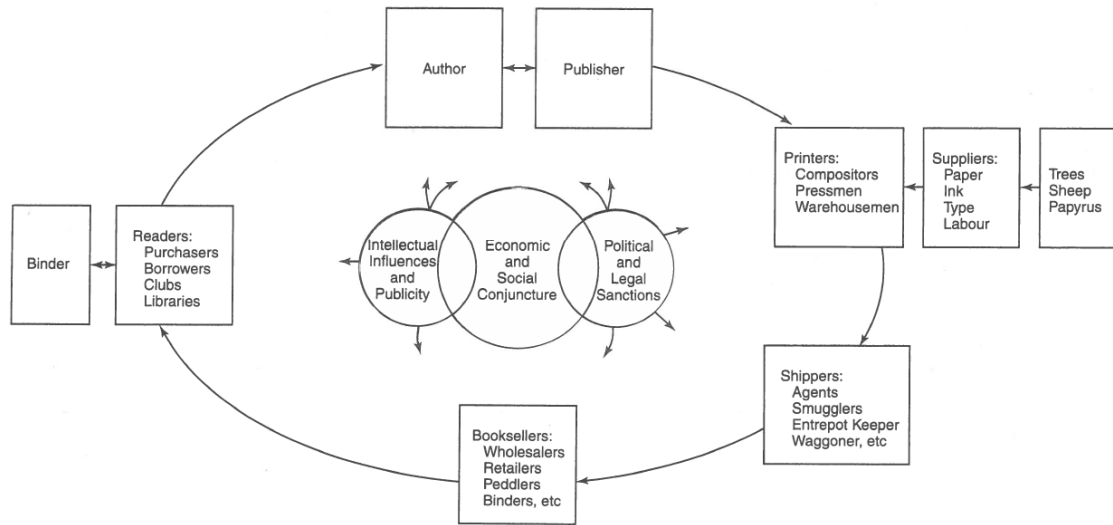 Author
Publisher
Printers:
Compositors
Pressmen
Warehousemen
Suppliers:
Paper
Ink
Type
Labour
Trees
Sheep
Papyrus
Binder
Readers:
Purchasers
Borrowers
Clubs
Libraries
Intellectual
Influences
and
Publicity
Economic
and
Social
Conjuncture
Political
and
Legal
Sanctions
Shippers:
Agents
Smugglers
Entrepot Keeper
Waggoner, etc
Booksellers:
Wholesalers
Retailers
Peddlers
Binders, etc